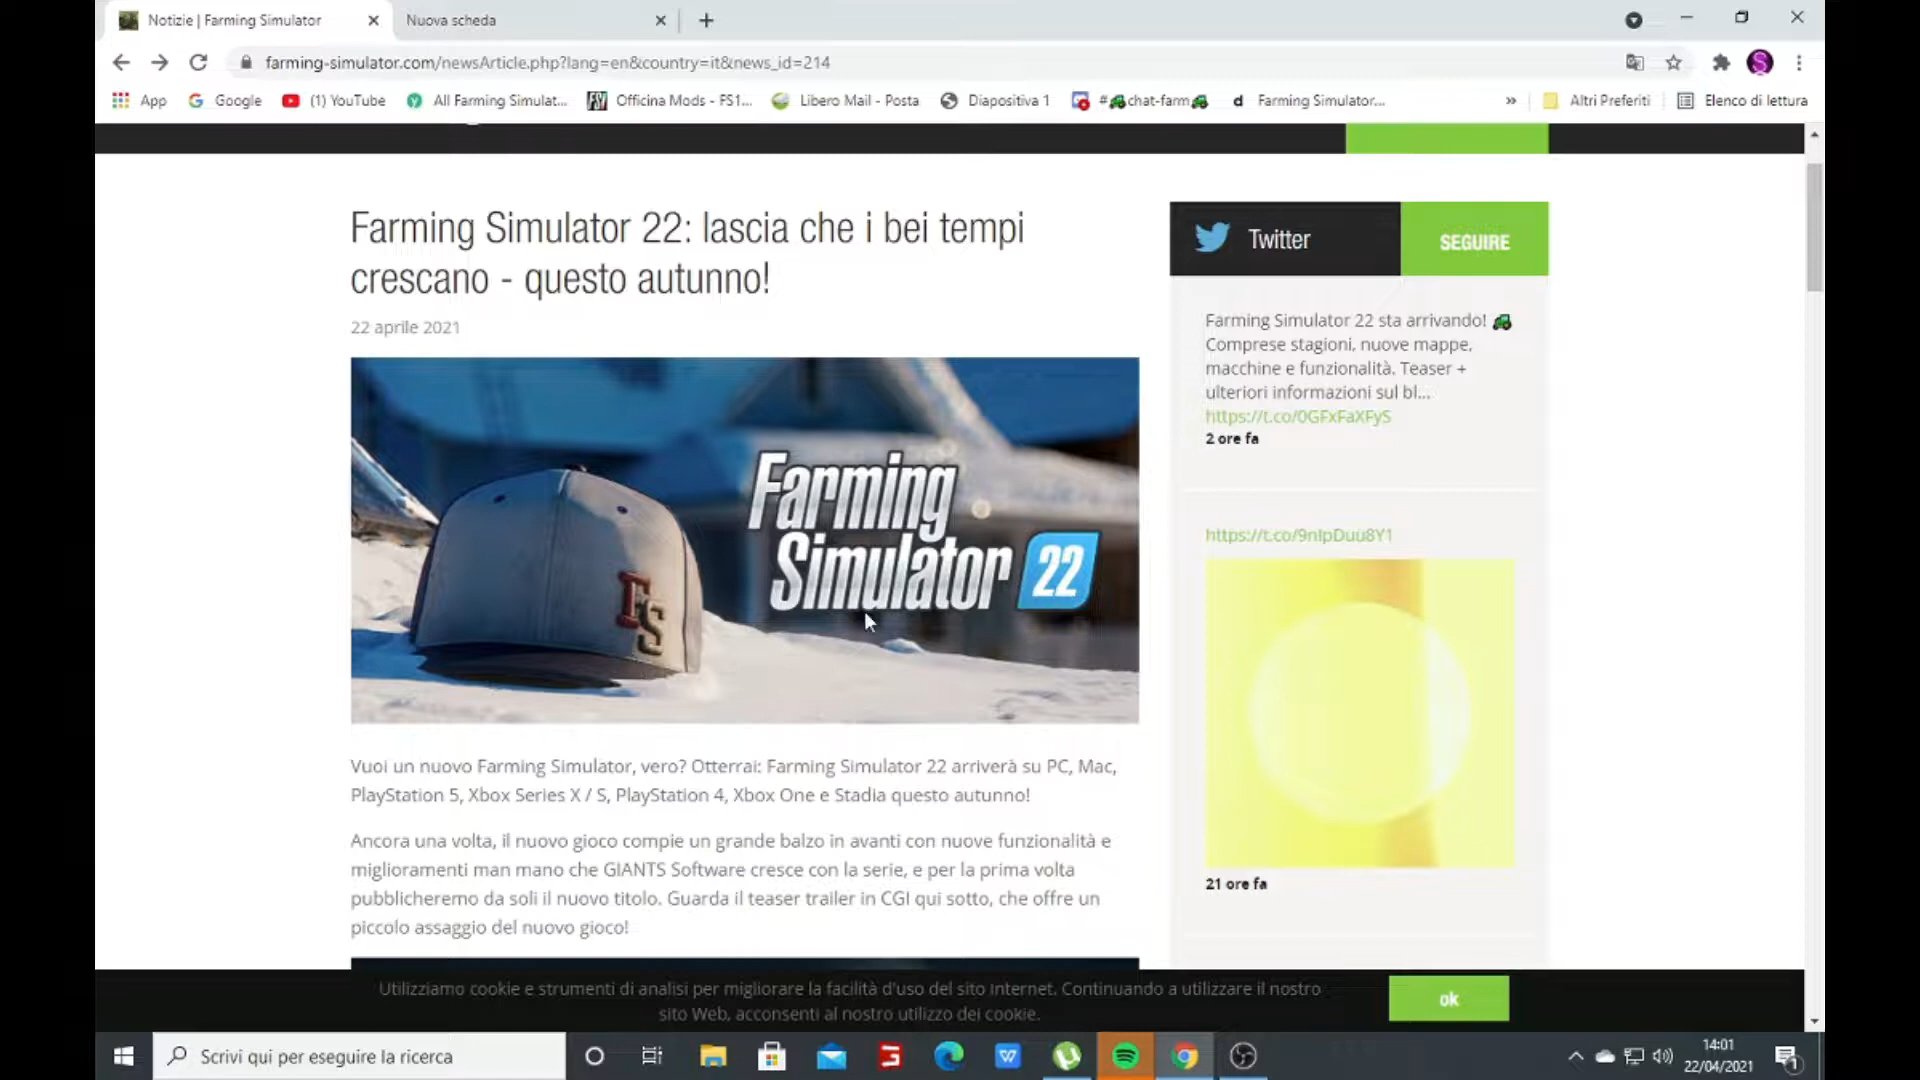 Notizie | Farming Simulator
Nuova scheda
farming-simulator.com/newsArticle.php?lang=en&country=it&news_id=214
S
App
Google
(1) YouTube
All Farming Simulat...
Officina Mods - FS1...
Libero Mail - Posta
Diapositiva 1
#🚜chat-farm🚜
d Farming Simulator...
»
Altri Preferiti
Elenco di lettura
Farming Simulator 22: lascia che i bei tempi
crescano - questo autunno!
22 aprile 2021
FS
Farming
Simulator 22
Vuoi un nuovo Farming Simulator, vero? Otterrai: Farming Simulator 22 arriverà su PC, Mac,
PlayStation 5, Xbox Series X / S, PlayStation 4, Xbox One e Stadia questo autunno!
Ancora una volta, il nuovo gioco compie un grande balzo in avanti con nuove funzionalità e
miglioramenti man mano che GIANTS Software cresce con la serie, e per la prima volta
pubblicheremo da soli il nuovo titolo. Guarda il teaser trailer in CGI qui sotto, che offre un
piccolo assaggio del nuovo gioco!
Twitter
SEGUIRE
Farming Simulator 22 sta arrivando! 🚜
Comprese stagioni, nuove mappe,
macchine e funzionalità. Teaser +
ulteriori informazioni sul bl...
https://t.co/0GFxFaXFyS
2 ore fa
https://t.co/9nIpDuu8Y1
21 ore fa
Utilizziamo cookie e strumenti di analisi per migliorare la facilità d'uso del sito Internet. Continuando a utilizzare il nostro
sito Web, acconsenti al nostro utilizzo dei cookie.
ok
Scrivi qui per eseguire la ricerca
14:01
22/04/2021
1